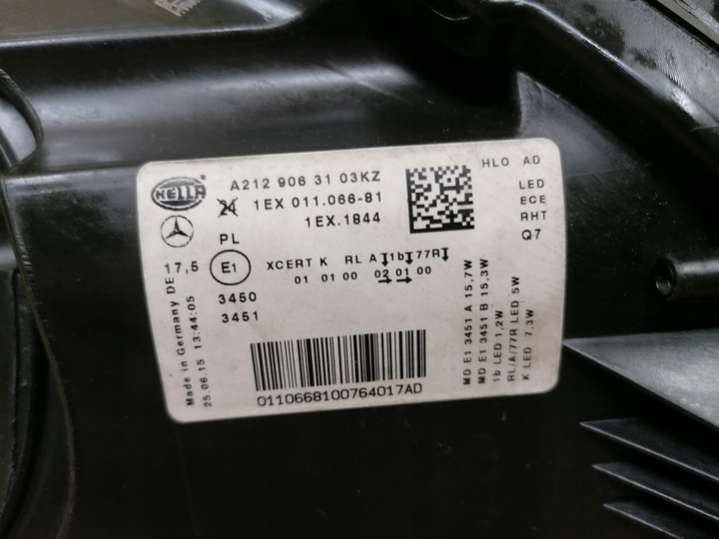 HELLA
A212 906 31 03KZ
24 1EX 011.066-81
1EX.1844
PL
17,5 E1
XCERT K RL A 1b 77R
01 01 00 02 01 00
3450
3451
0110668100764017AD
HLO AD
LED
ECE
RHT
Q7
Made in Germany DE
25.06.15 13:44:05
MD E1 3451 A 15,7W
MD E1 3451 B 15,3W
1b LED 1,2W
RL/A/77R LED 5W
K LED 7,3W